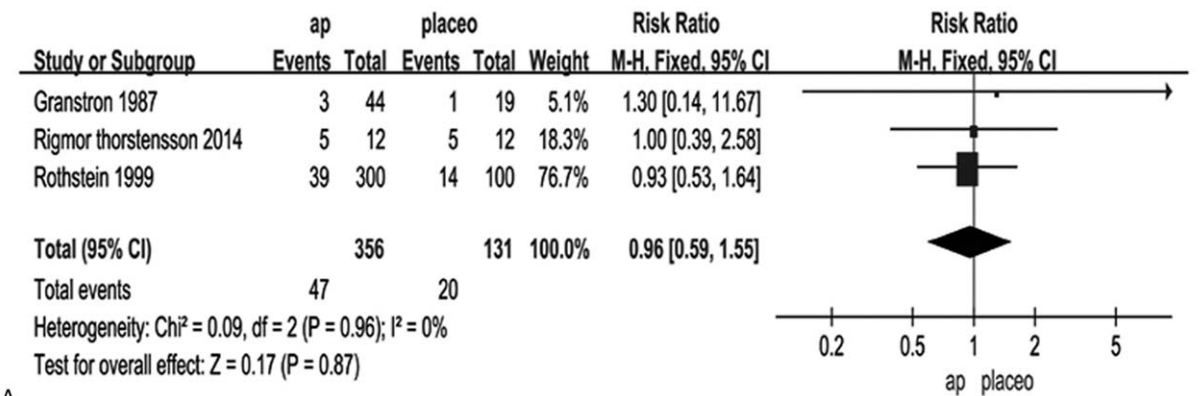 ap placeo Risk Ratio Risk Ratio
Study or Subgroup Events Total Events Total Weight M-H, Fixed, 95% CI M-H, Fixed, 95% CI
Granstron 1987 3 44 1 19 5.1% 1.30 [0.14, 11.67]
Rigmor thorstensson 2014 5 12 5 12 18.3% 1.00 [0.39, 2.58]
Rothstein 1999 39 300 14 100 76.7% 0.93 [0.53, 1.64]
Total (95% CI) 356 131 100.0% 0.96 [0.59, 1.55]
Total events 47 20
Heterogeneity: Chi² = 0.09, df = 2 (P = 0.96); I² = 0%
Test for overall effect: Z = 0.17 (P = 0.87)
0.2 0.5 1 2 5
ap placeo